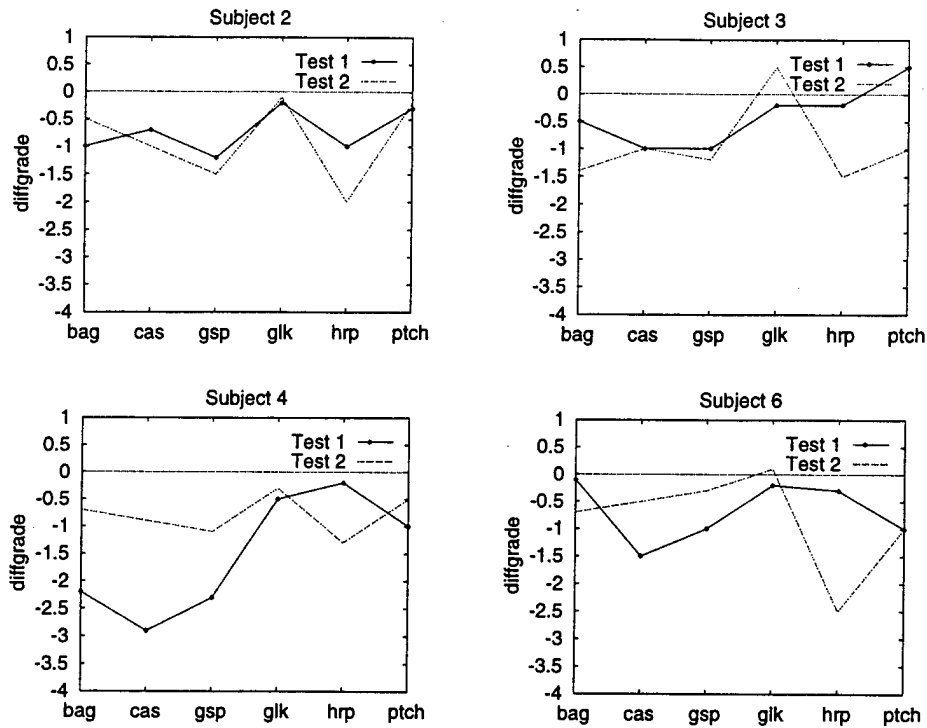 Subject 2
1
0.5
0
-0.5
-1
-1.5
-2
-2.5
-3
-3.5
-4
diffgrade
Test 1
Test 2
bag cas gsp glk hrp ptch
Subject 3
1
0.5
0
-0.5
-1
-1.5
-2
-2.5
-3
-3.5
-4
diffgrade
Test 1
Test 2
bag cas gsp glk hrp ptch
Subject 4
1
0.5
0
-0.5
-1
-1.5
-2
-2.5
-3
-3.5
-4
diffgrade
Test 1
Test 2
bag cas gsp glk hrp ptch
Subject 6
1
0.5
0
-0.5
-1
-1.5
-2
-2.5
-3
-3.5
-4
diffgrade
Test 1
Test 2
bag cas gsp glk hrp ptch